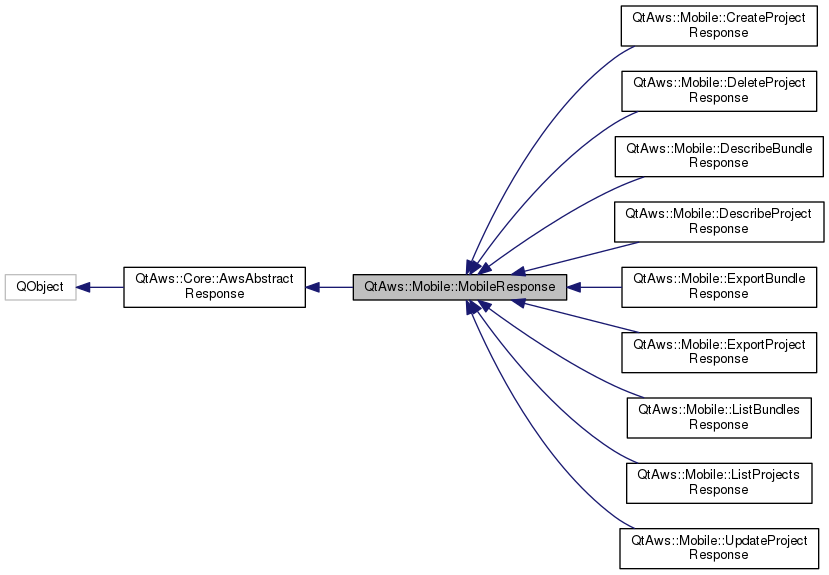 QtAws::Mobile::CreateProject
Response
QtAws::Mobile::DeleteProject
Response
QtAws::Mobile::DescribeBundle
Response
QtAws::Mobile::DescribeProject
Response
QObject
QtAws::Core::AwsAbstract
Response
QtAws::Mobile::MobileResponse
QtAws::Mobile::ExportBundle
Response
QtAws::Mobile::ExportProject
Response
QtAws::Mobile::ListBundles
Response
QtAws::Mobile::ListProjects
Response
QtAws::Mobile::UpdateProject
Response